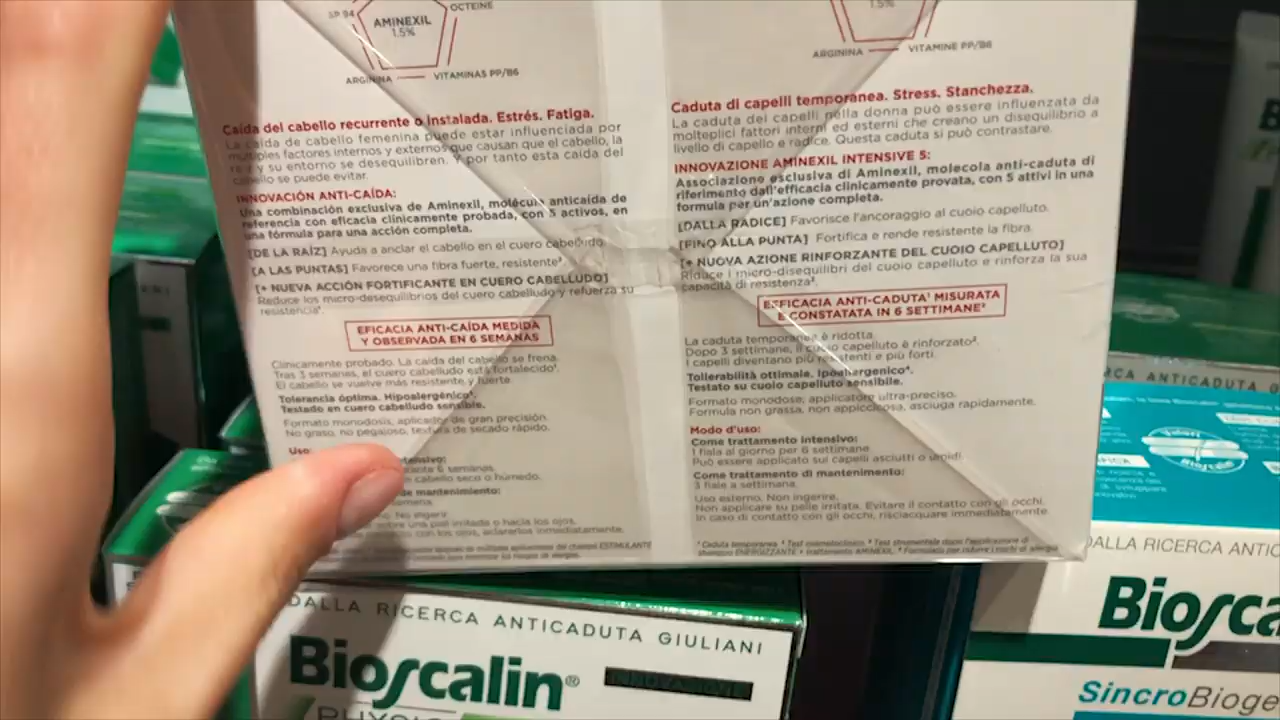 SP 94
OCTEINE
AMINEXIL
1.5%
ARGININA
VITAMINAS PP/B6
Caída del cabello recurrente o instalada. Estrés. Fatiga.
La caída de cabello femenina puede estar influenciada por
múltiples factores internos y externos que causan que el cabello, la
raíz y su entorno se desequilibren. Y por tanto esta caída del
cabello se puede evitar.
INNOVACIÓN ANTI-CAÍDA:
Una combinación exclusiva de Aminexil, molécula anticaída de
referencia con eficacia clínicamente probada, con 5 activos, en
una fórmula para una acción completa.
[DE LA RAÍZ] Ayuda a anclar el cabello en el cuero cabelludo.
[A LAS PUNTAS] Favorece una fibra fuerte, resistente².
[+ NUEVA ACCIÓN FORTIFICANTE EN CUERO CABELLUDO]
Reduce los micro-desequilibrios del cuero cabelludo y refuerza su
resistencia².
EFICACIA ANTI-CAÍDA MEDIDA
Y OBSERVADA EN 6 SEMANAS
Clínicamente probado. La caída del cabello se frena.
Tras 3 semanas, el cuero cabelludo está fortalecido¹.
El cabello se vuelve más resistente y fuerte.
Tolerancia óptima. Hipoalergénico⁴.
Testado en cuero cabelludo sensible.
Formato monodosis, aplicador de gran precisión.
No graso, no pegajoso, textura de secado rápido.
Uso
intensivo:
6 semanas.
cabello seco o húmedo.
de mantenimiento:
semana.
No ingerir.
sobre una piel irritada o hacia los ojos.
con los ojos, aclararlos inmediatamente.
1.5%
ARGININA
VITAMINE PP/B6
Caduta di capelli temporanea. Stress. Stanchezza.
La caduta dei capelli nella donna può essere influenzata da
molteplici fattori interni ed esterni che creano un disequilibrio a
livello di capello e radice. Questa caduta si può contrastare.
INNOVAZIONE AMINEXIL INTENSIVE 5:
Associazione esclusiva di Aminexil, molecola anti-caduta di
riferimento dall'efficacia clinicamente provata, con 5 attivi in una
formula per un'azione completa.
[DALLA RADICE] Favorisce l'ancoraggio al cuoio capelluto.
[FINO ALLA PUNTA] Fortifica e rende resistente la fibra.
[+ NUOVA AZIONE RINFORZANTE DEL CUOIO CAPELLUTO]
Riduce i micro-disequilibri del cuoio capelluto e rinforza la sua
capacità di resistenza².
EFFICACIA ANTI-CADUTA¹ MISURATA
E CONSTATATA IN 6 SETTIMANE²
La caduta temporanea è ridotta.
Dopo 3 settimane, il cuoio capelluto è rinforzato².
I capelli diventano più resistenti e più forti.
Tollerabilità ottimale. Ipoallergenico⁴.
Testato su cuoio capelluto sensibile.
Formato monodose, applicatore ultra-preciso.
Formula non grassa, non appiccicosa, asciuga rapidamente.
Modo d'uso:
Come trattamento intensivo:
1 fiala al giorno per 6 settimane.
Può essere applicato sui capelli asciutti o umidi.
Come trattamento di mantenimento:
3 fiale a settimana.
Uso esterno. Non ingerire.
Non applicare su pelle irritata. Evitare il contatto con gli occhi.
In caso di contatto con gli occhi, risciacquare immediatamente.
¹ Caduta temporanea ² Test cosmetoclinico. ³ Test strumentale dopo l'applicazione di
shampoo ENERGIZZANTE + trattamento AMINEXIL. ⁴ Formulato per ridurre i rischi di allergie
DALLA RICERCA ANTICADUTA GIULIANI
Bioscalin®
PHYSIO
RCA ANTICADUTA G
Bioscalin
DALLA RICERCA ANTIC
Biosca
SincroBioge